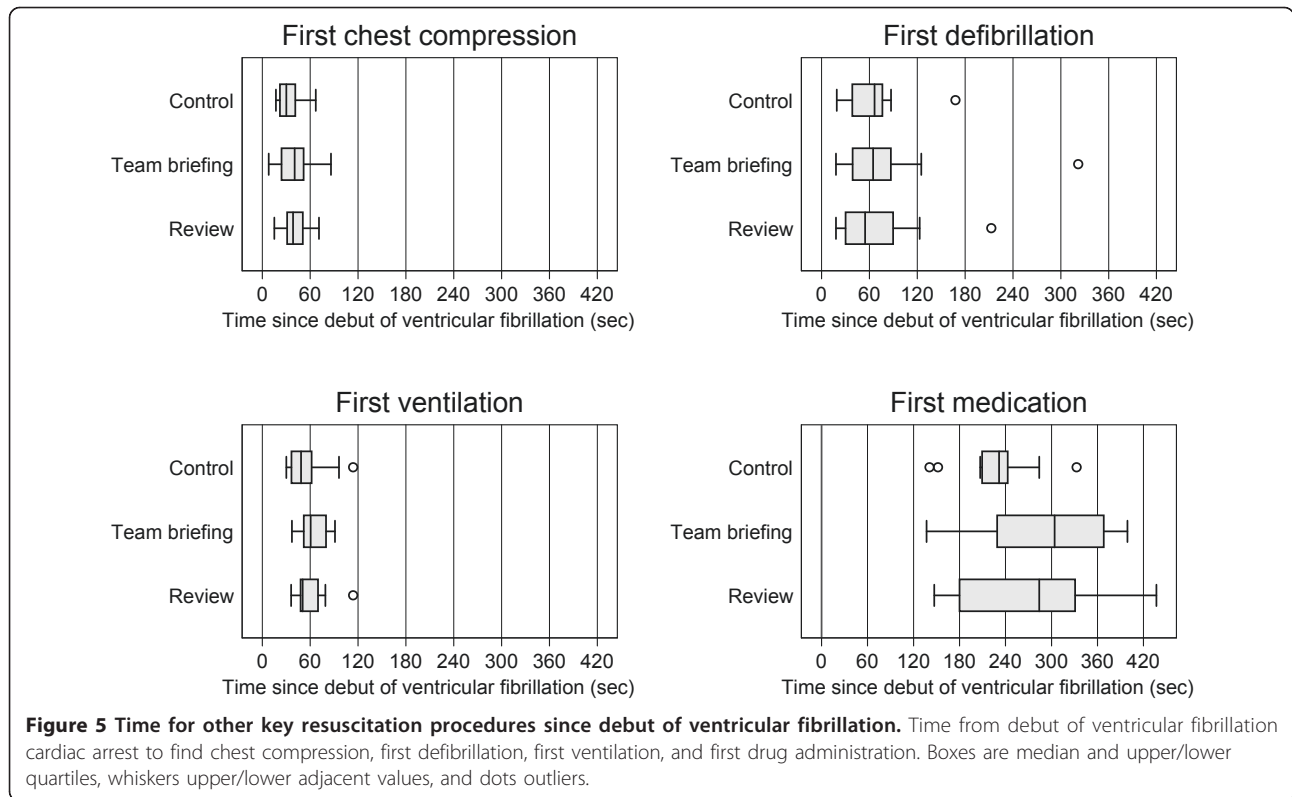 First chest compression
Control
Team briefing
Review
0 60 120 180 240 300 360 420
Time since debut of ventricular fibrillation (sec)
First defibrillation
Control
Team briefing
Review
0 60 120 180 240 300 360 420
Time since debut of ventricular fibrillation (sec)
First ventilation
Control
Team briefing
Review
0 60 120 180 240 300 360 420
Time since debut of ventricular fibrillation (sec)
First medication
Control
Team briefing
Review
0 60 120 180 240 300 360 420
Time since debut of ventricular fibrillation (sec)
Figure 5 Time for other key resuscitation procedures since debut of ventricular fibrillation. Time from debut of ventricular fibrillation
cardiac arrest to find chest compression, first defibrillation, first ventilation, and first drug administration. Boxes are median and upper/lower
quartiles, whiskers upper/lower adjacent values, and dots outliers.